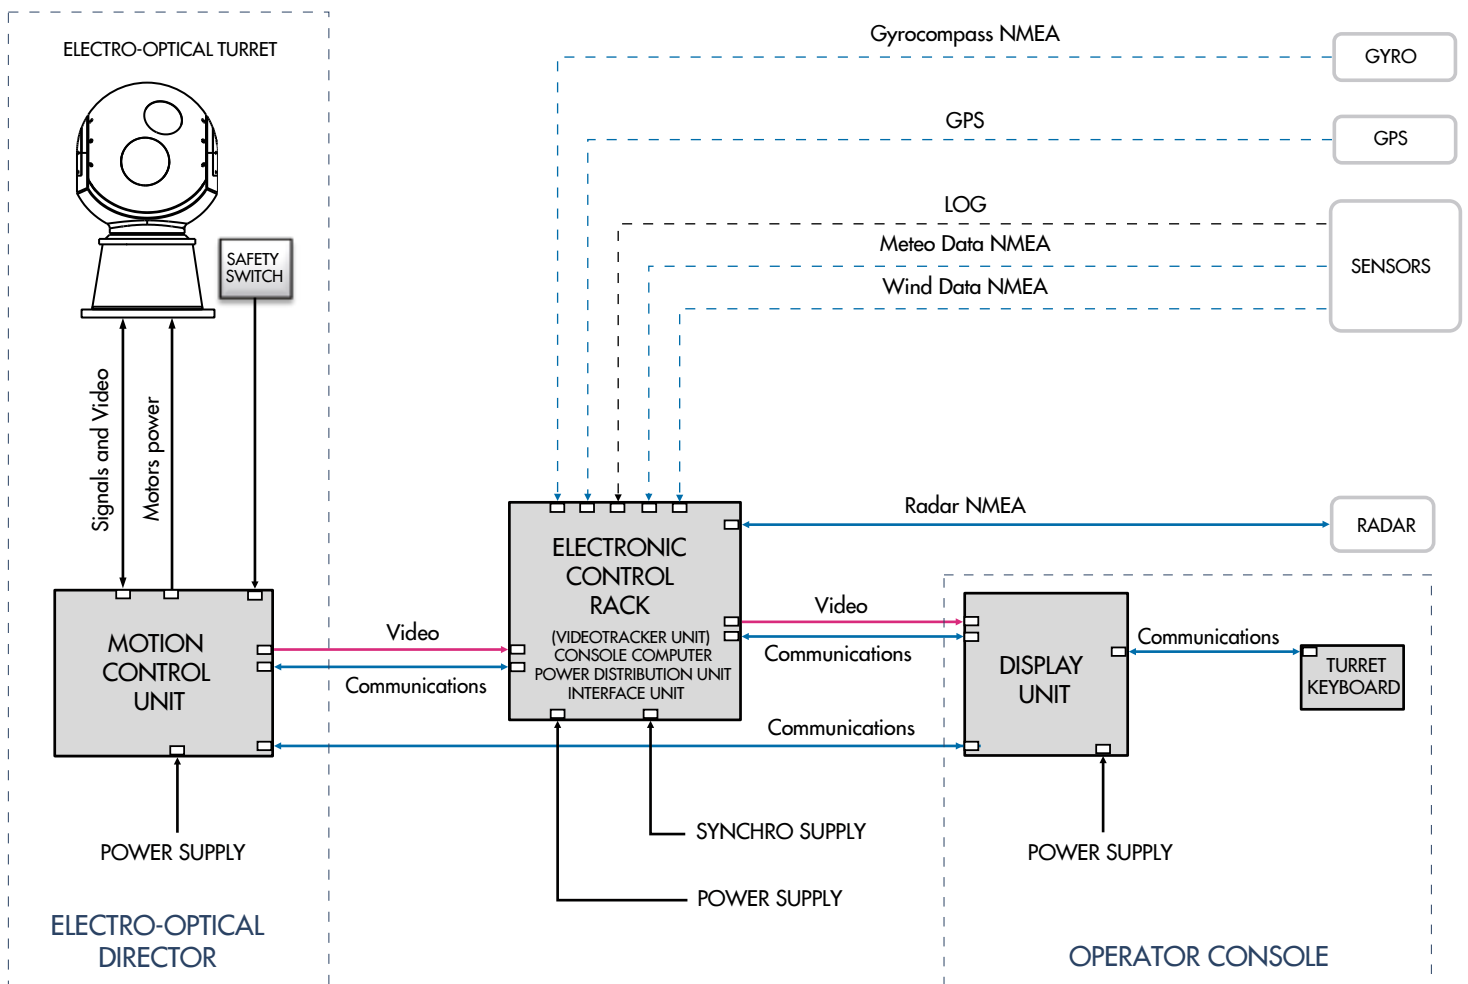 ELECTRO-OPTICAL TURRET
SAFETY
SWITCH
Signals and Video
Motors power
MOTION
CONTROL
UNIT
POWER SUPPLY
ELECTRO-OPTICAL
DIRECTOR
Gyrocompass NMEA
GYRO
GPS
GPS
LOG
Meteo Data NMEA
Wind Data NMEA
SENSORS
Radar NMEA
RADAR
Video
Communications
ELECTRONIC
CONTROL
RACK
(VIDEOTRACKER UNIT)
CONSOLE COMPUTER
POWER DISTRIBUTION UNIT
INTERFACE UNIT
Video
Communications
Communications
SYNCHRO SUPPLY
POWER SUPPLY
DISPLAY
UNIT
Communications
TURRET
KEYBOARD
POWER SUPPLY
OPERATOR CONSOLE